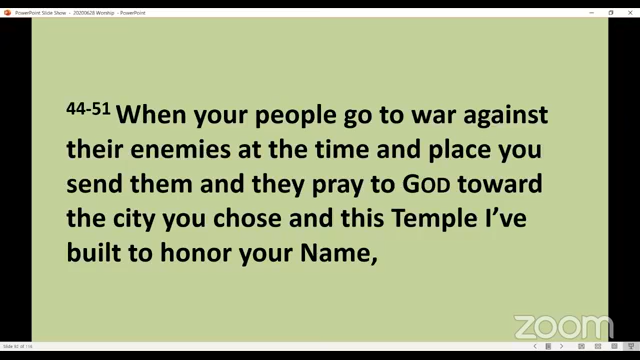 PowerPoint Slide Show - 20200628 Worship - PowerPoint
44-51 When your people go to war against
their enemies at the time and place you
send them and they pray to GOD toward
the city you chose and this Temple I’ve
built to honor your Name,
zoom